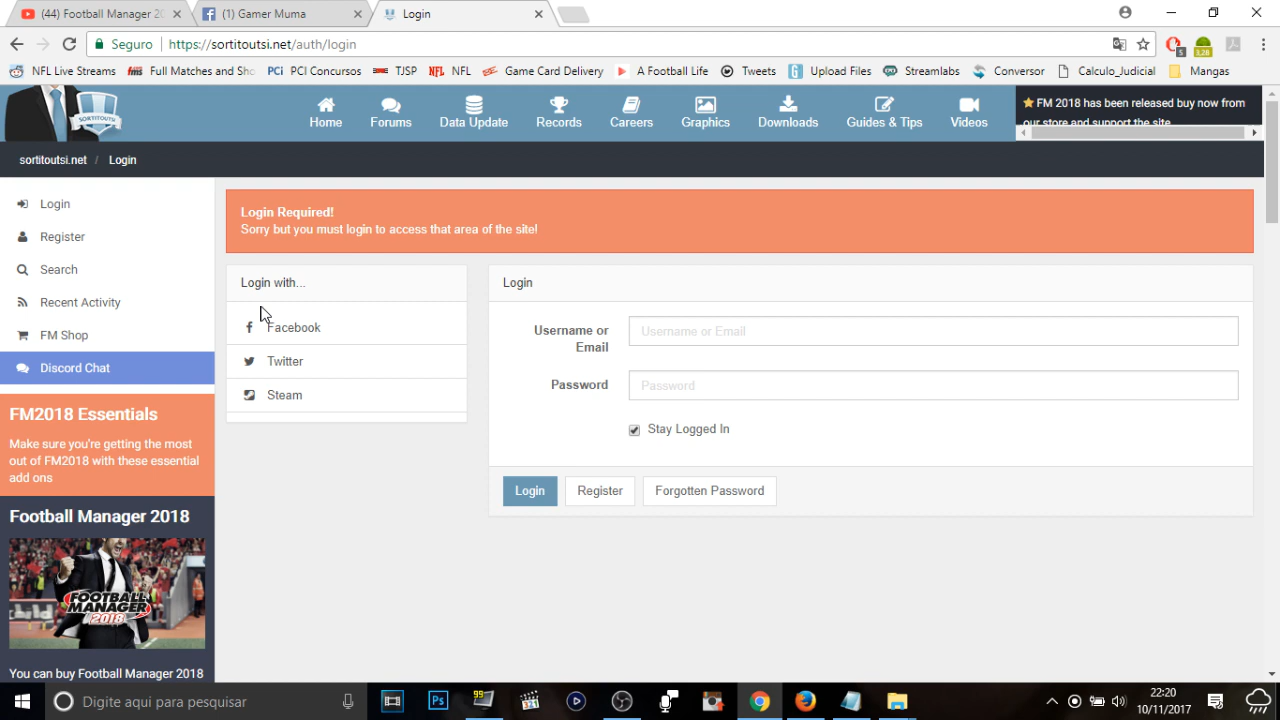 (44) Football Manager 20
(1) Gamer Muma
Login
Seguro
https://sortitoutsi.net/auth/login
5
3.28
NFL Live Streams
Full Matches and Sho
PCI Concursos
TJSP
NFL
Game Card Delivery
A Football Life
Tweets
Upload Files
Streamlabs
Conversor
Calculo_Judicial
Mangas
SORTITOUTSI
Home
Forums
Data Update
Records
Careers
Graphics
Downloads
Guides & Tips
Videos
FM 2018 has been released buy now from
our store and support the site
sortitoutsi.net / Login
Login
Register
Search
Recent Activity
FM Shop
Discord Chat
FM2018 Essentials
Make sure you're getting the most
out of FM2018 with these essential
add ons
Football Manager 2018
FOOTBALL
MANAGER
2018
You can buy Football Manager 2018
Login Required!
Sorry but you must login to access that area of the site!
Login with...
Facebook
Twitter
Steam
Login
Username or
Email
Username or Email
Password
Password
Stay Logged In
Login
Register
Forgotten Password
Digite aqui para pesquisar
Ps
99
321
22:20
10/11/2017